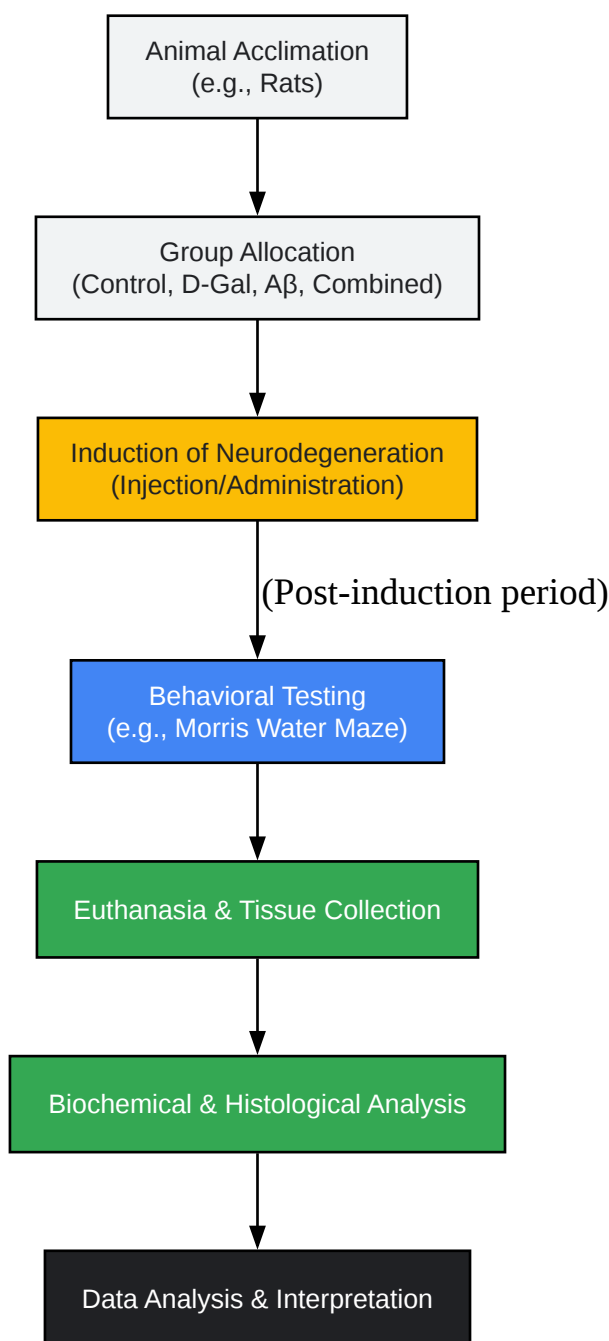 Animal Acclimation
(e.g., Rats)
Group Allocation
(Control, D-Gal, Aβ, Combined)
Induction of Neurodegeneration
(Injection/Administration)
(Post-induction period)
Behavioral Testing
(e.g., Morris Water Maze)
Euthanasia & Tissue Collection
Biochemical & Histological Analysis
Data Analysis & Interpretation